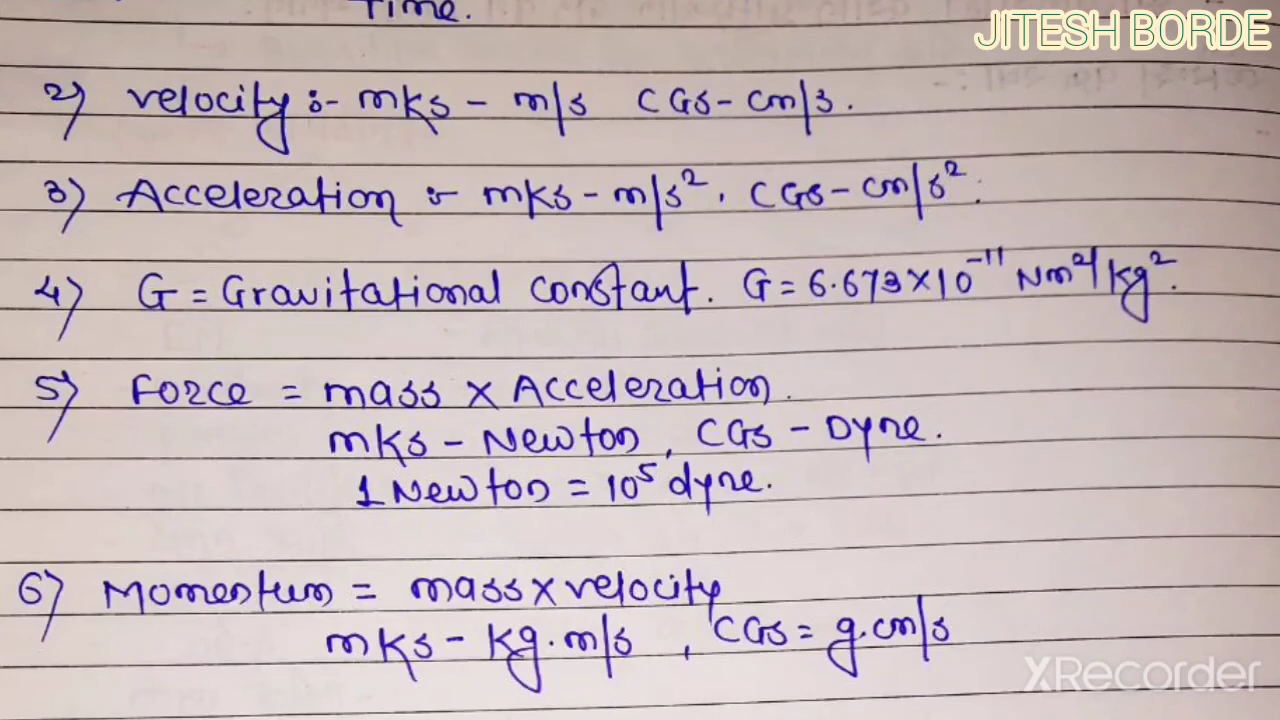 Time.
JITESH BORDE
2) velocity :- mks - m/s CGS - cm/s.
3) Acceleration :- mks - m/s². CGS - cm/s².
4) G = Gravitational constant. G = 6.673 × 10⁻¹¹ Nm²/kg².
5) Force = mass × Acceleration.
mks - Newton, CGS - Dyne.
1 Newton = 10⁵ dyne.
6) Momentum = mass × velocity
mks - kg.m/s, CGS = g.cm/s
XRecorder